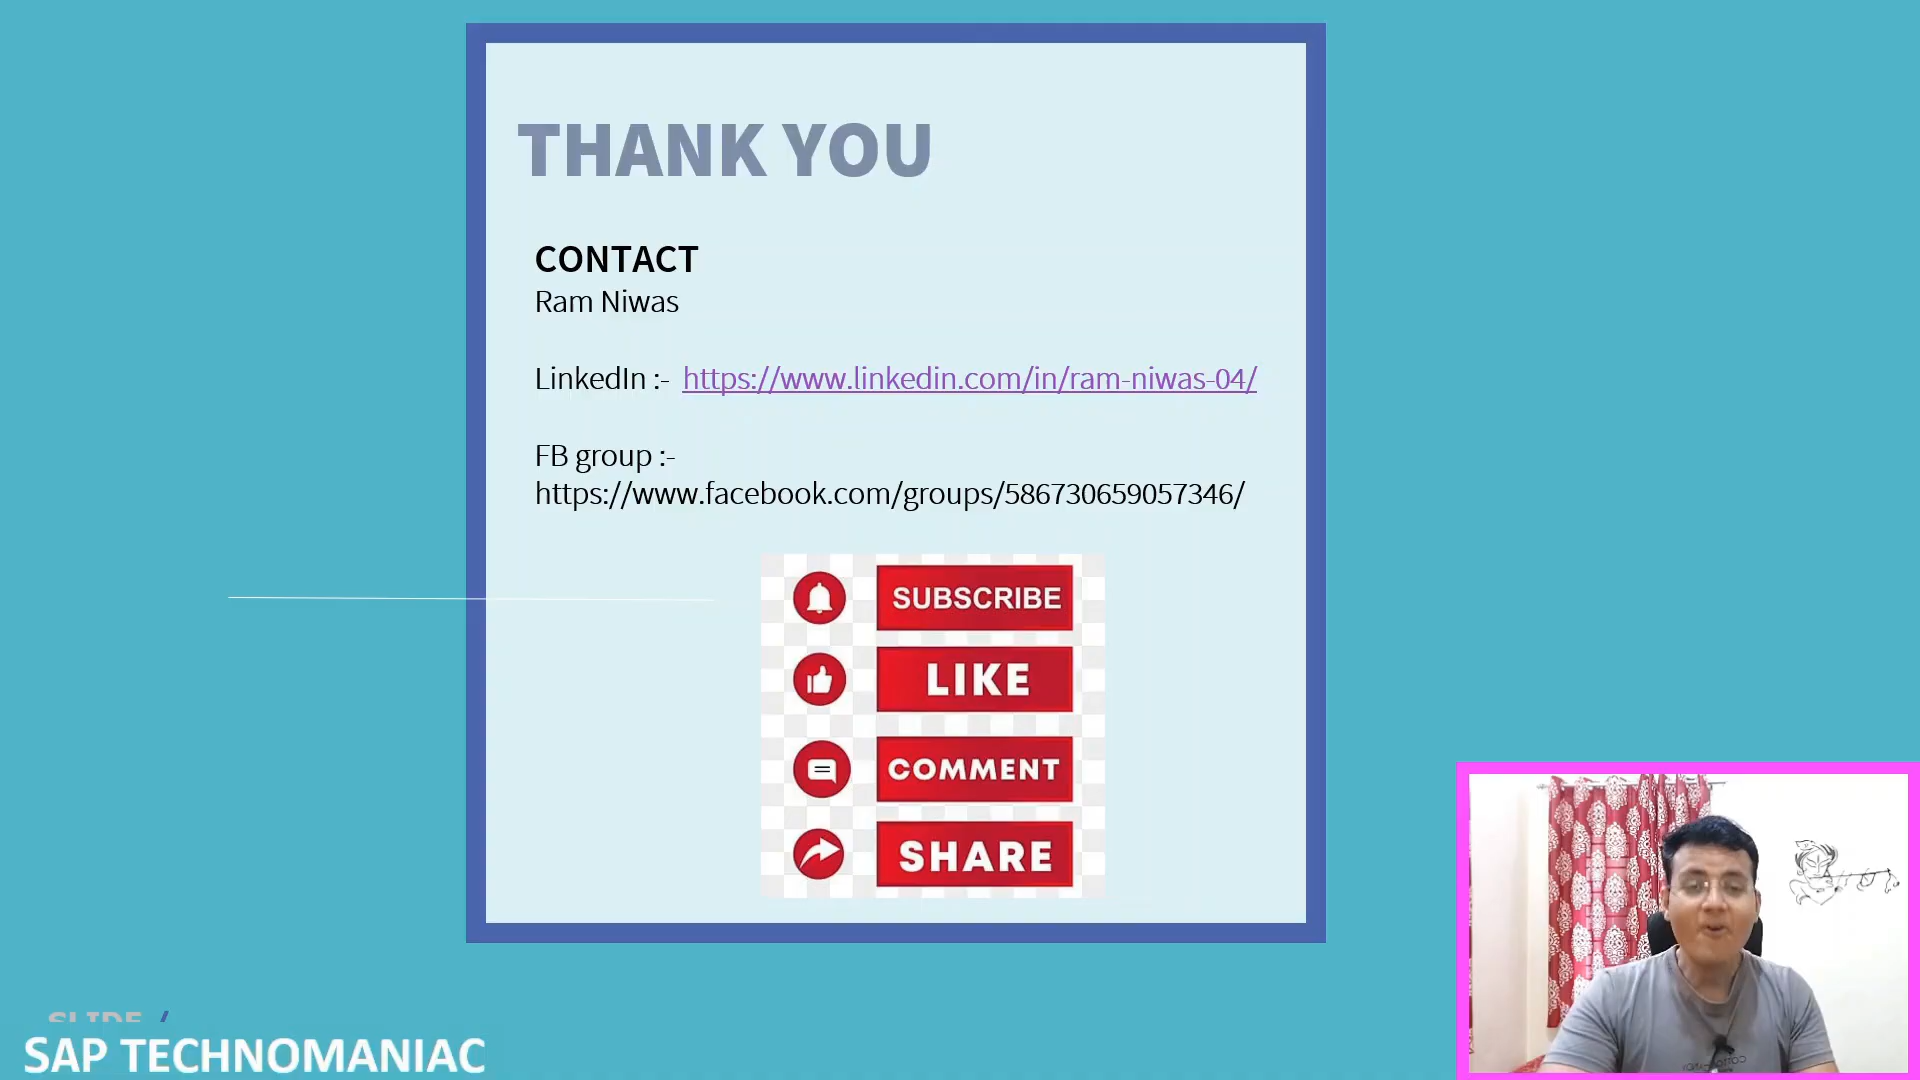 THANK YOU
CONTACT
Ram Niwas
LinkedIn :- https://www.linkedin.com/in/ram-niwas-04/
FB group :-
https://www.facebook.com/groups/586730659057346/
SUBSCRIBE
LIKE
COMMENT
SHARE
SLIDE /
SAP TECHNOMANIAC